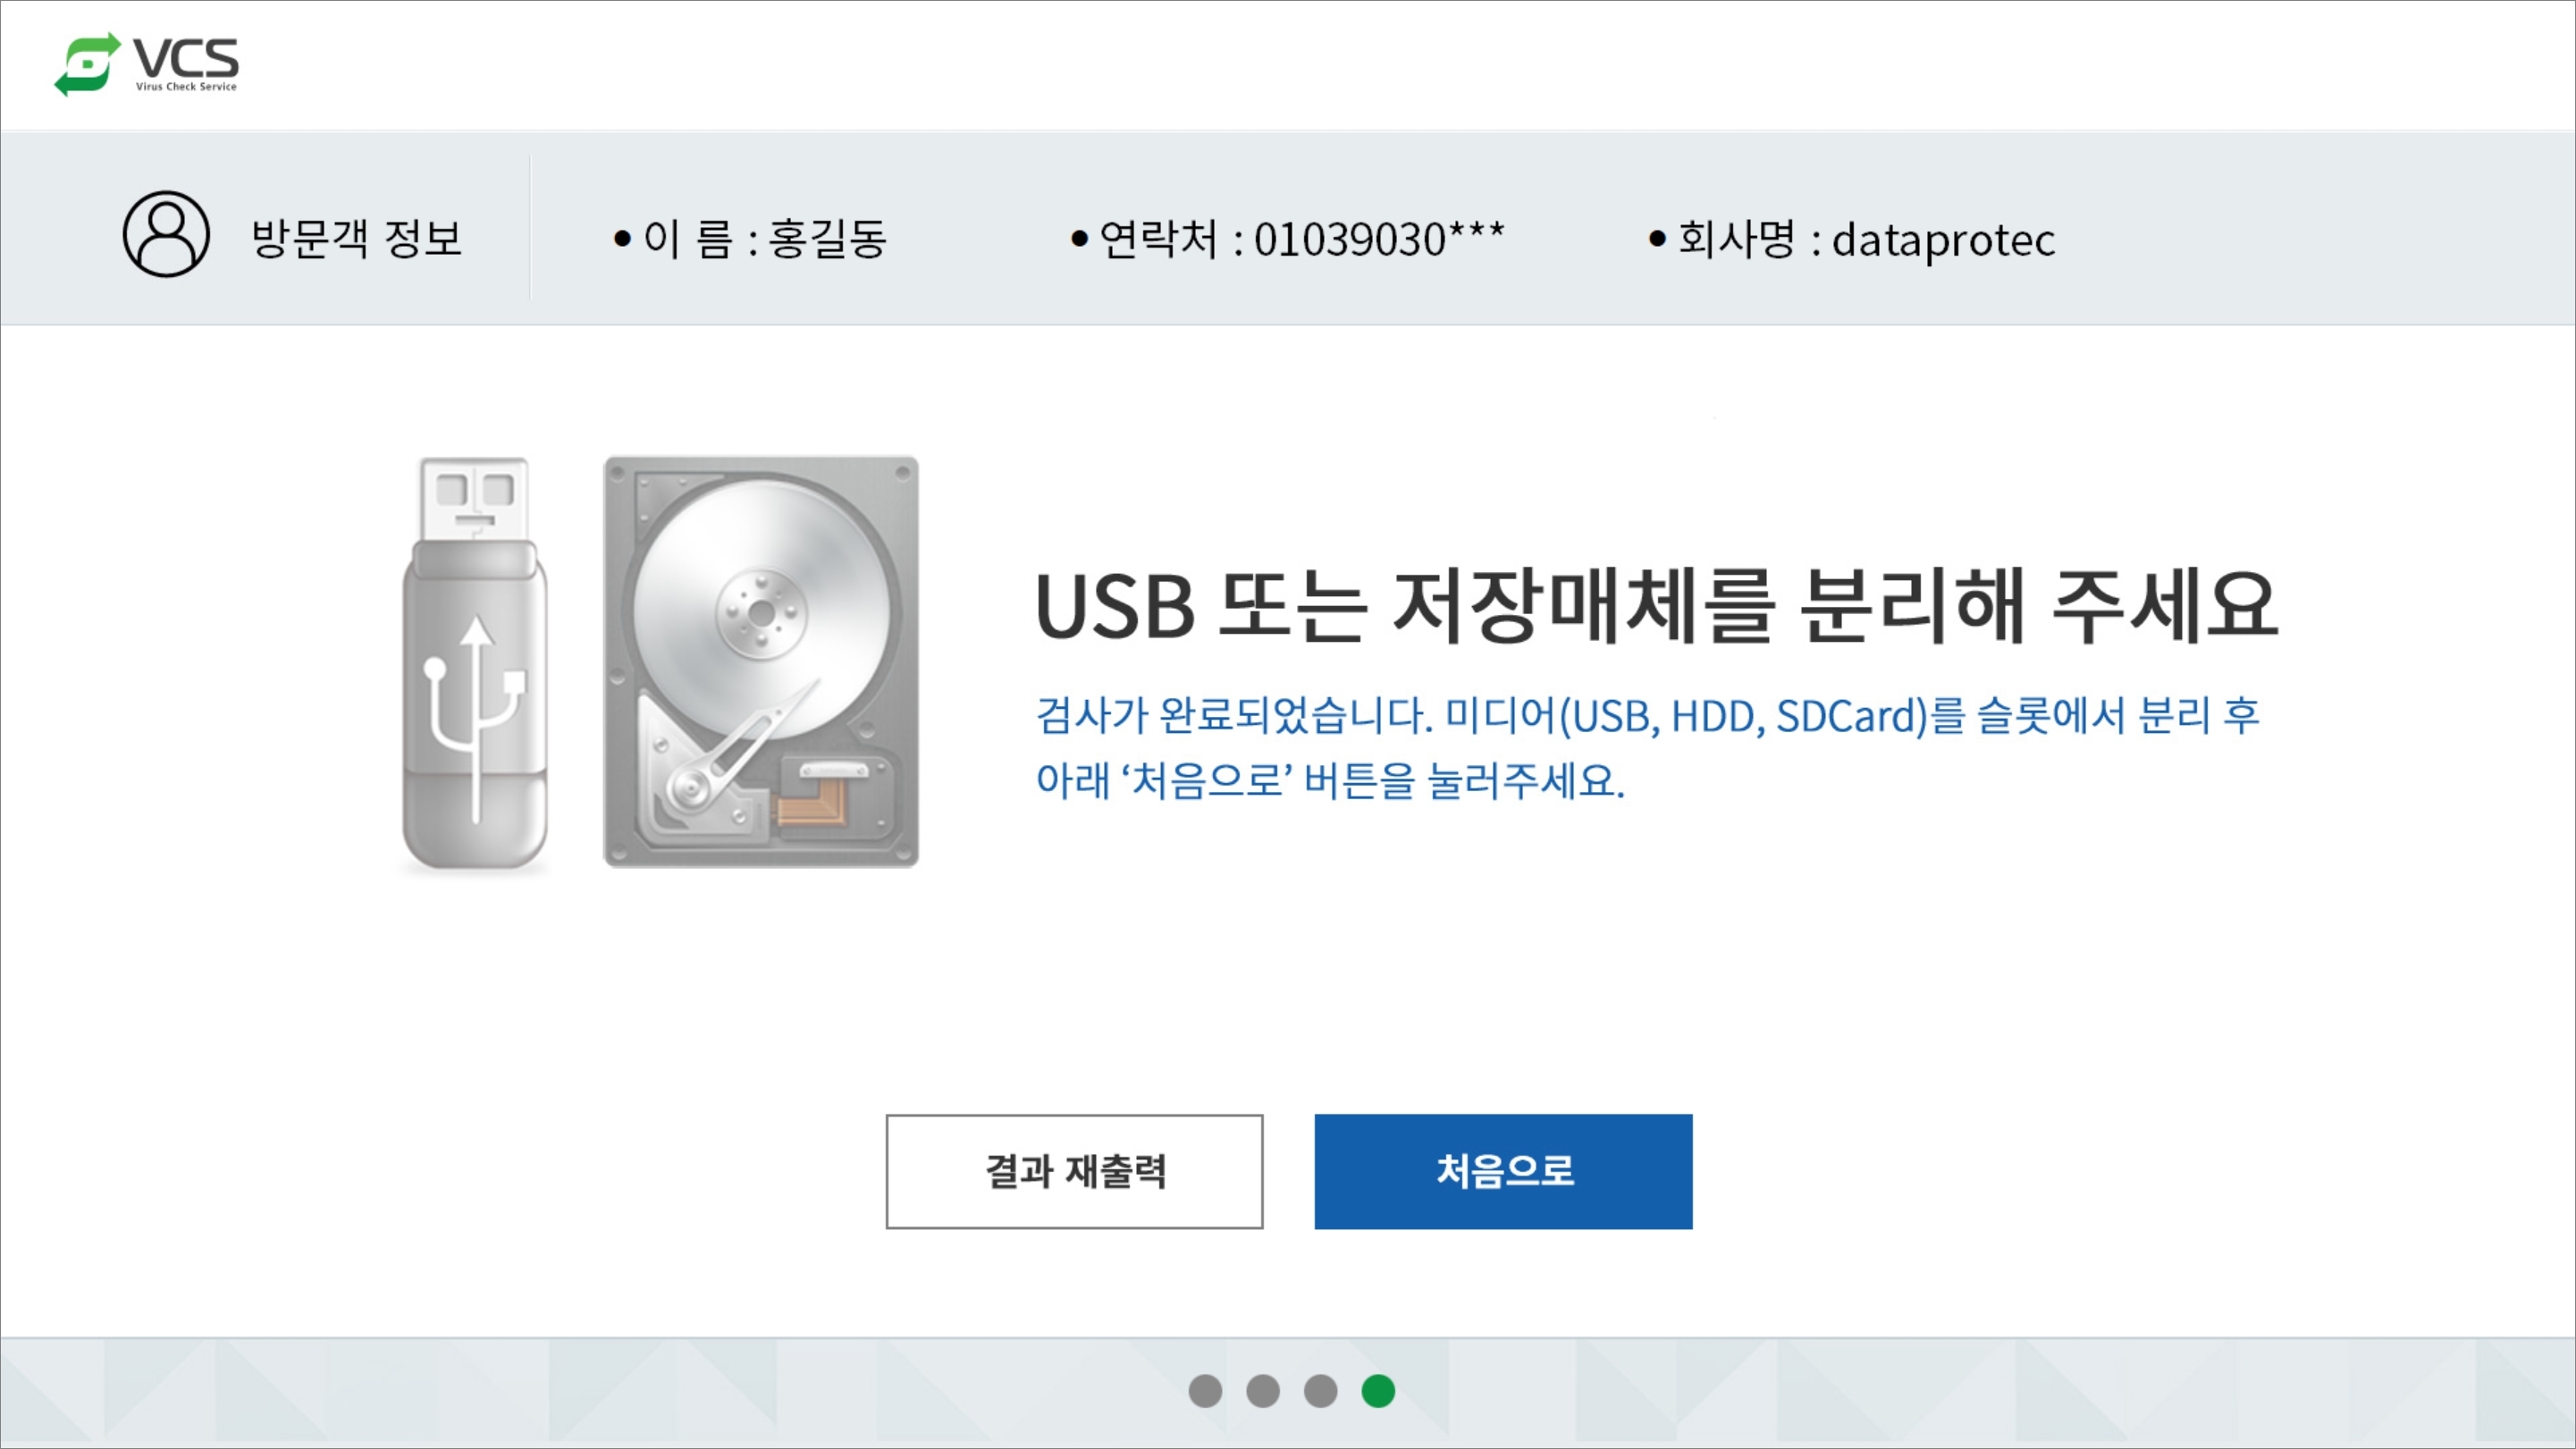 VCS
Virus Check Service
방문객 정보
• 이 름 : 홍길동
• 연락처 : 01039030***
• 회사명 : dataprotec
USB 또는 저장매체를 분리해 주세요
검사가 완료되었습니다. 미디어(USB, HDD, SDCard)를 슬롯에서 분리 후
아래 ‘처음으로’ 버튼을 눌러주세요.
결과 재출력
처음으로